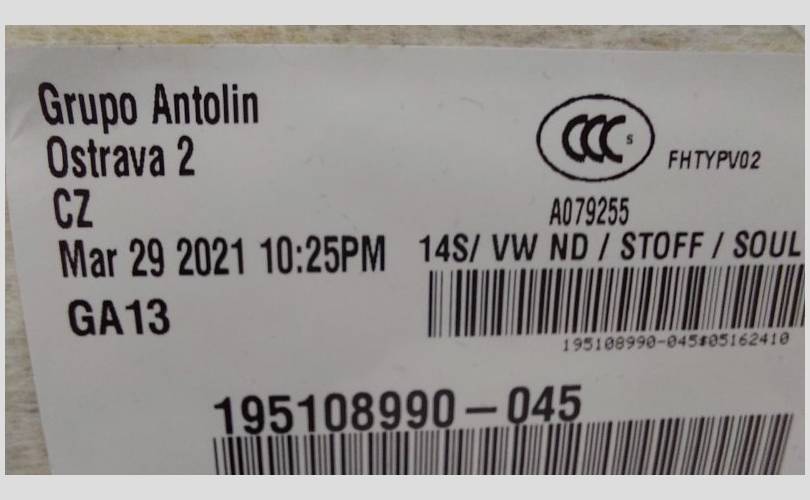 Grupo Antolin
Ostrava 2
CZ
Mar 29 2021 10:25PM
GA13
CCC S
FHTYPV02
A079255
14S/ VW ND / STOFF / SOUL
195108990-045$05162410
195108990-045